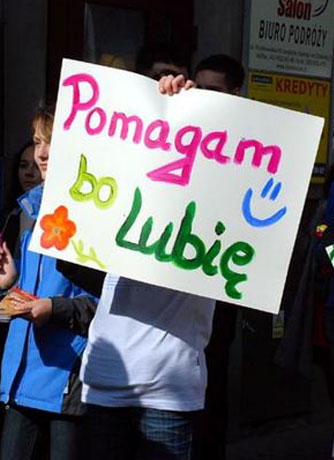 Salon
BIURO PODRÓŻY
KREDYTY
Pomagam
bo
Lubię